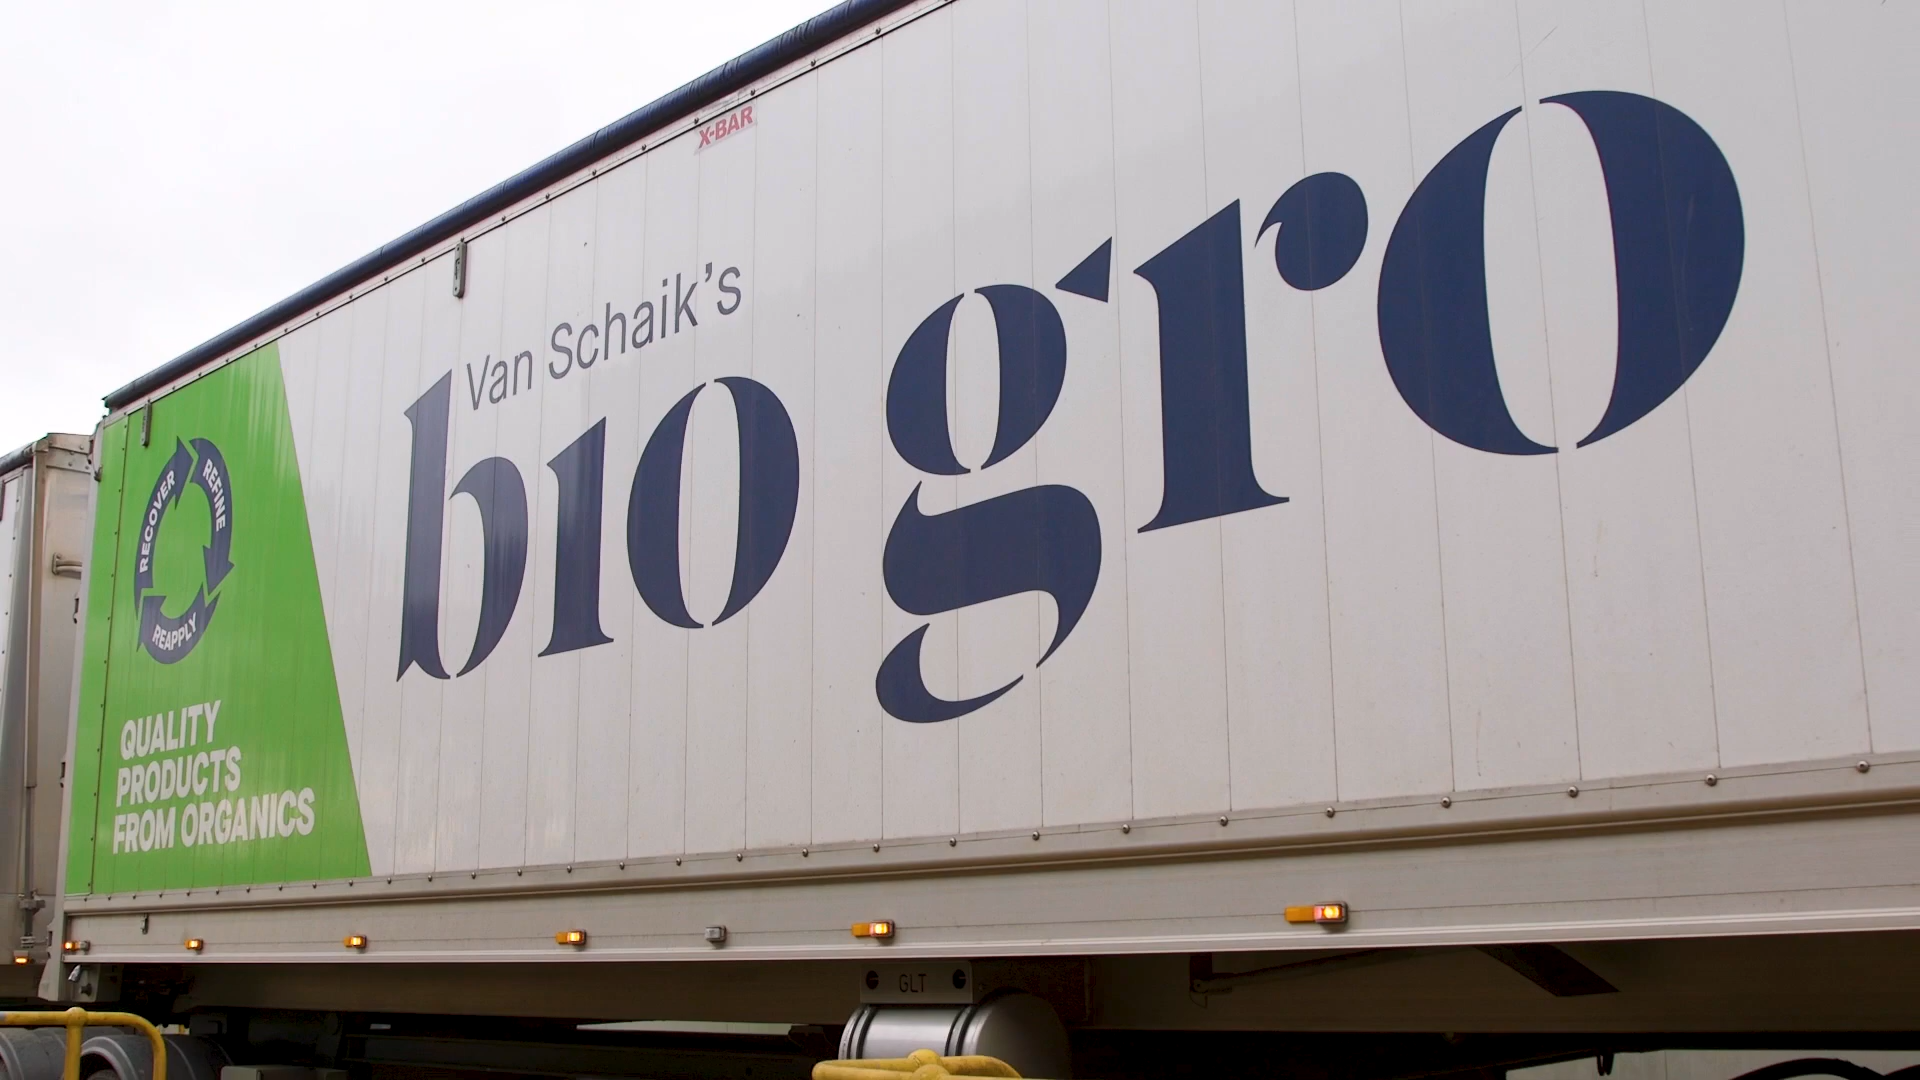 X-BAR
Van Schaik's
bio gro
RECOVER
REFINE
REAPPLY
QUALITY
PRODUCTS
FROM ORGANICS
GLT